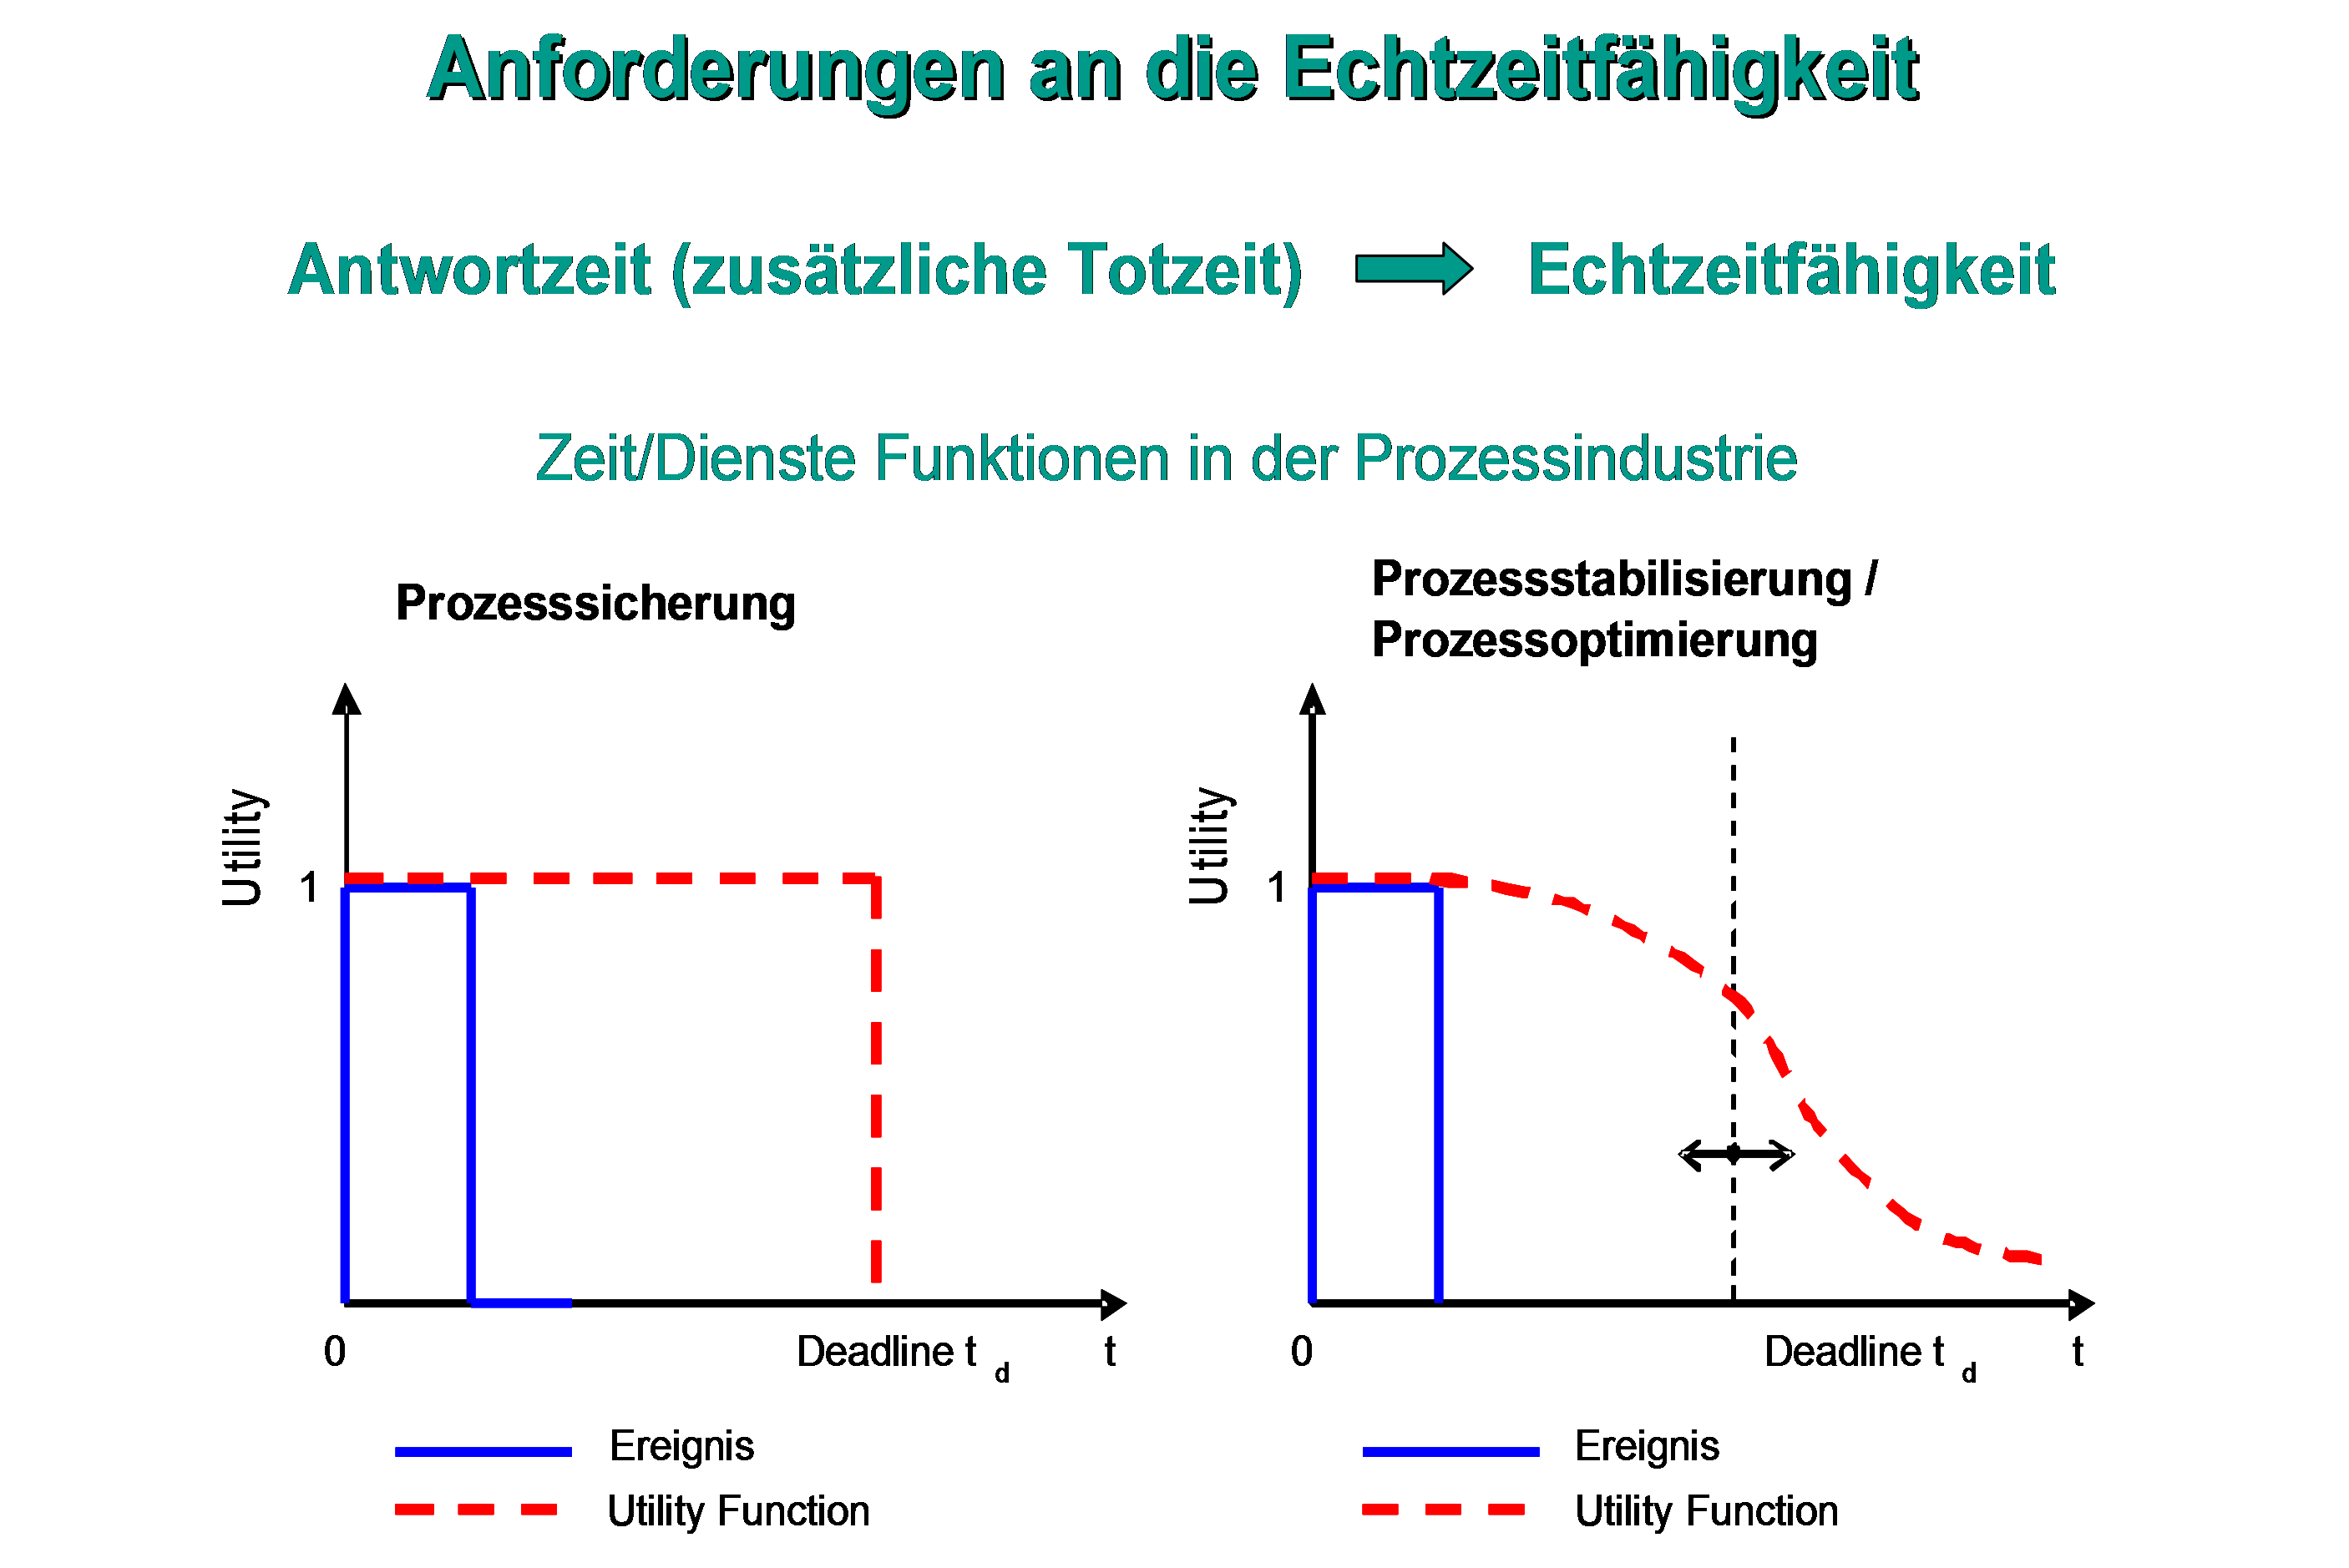 Anforderungen an die Echtzeitfähigkeit
Antwortzeit (zusätzliche Totzeit) Echtzeitfähigkeit
Zeit/Dienste Funktionen in der Prozessindustrie
Prozesssicherung
Utility
1
0
Deadline t d
t
Ereignis
Utility Function
Prozessstabilisierung /
Prozessoptimierung
Utility
1
0
Deadline t d
t
Ereignis
Utility Function